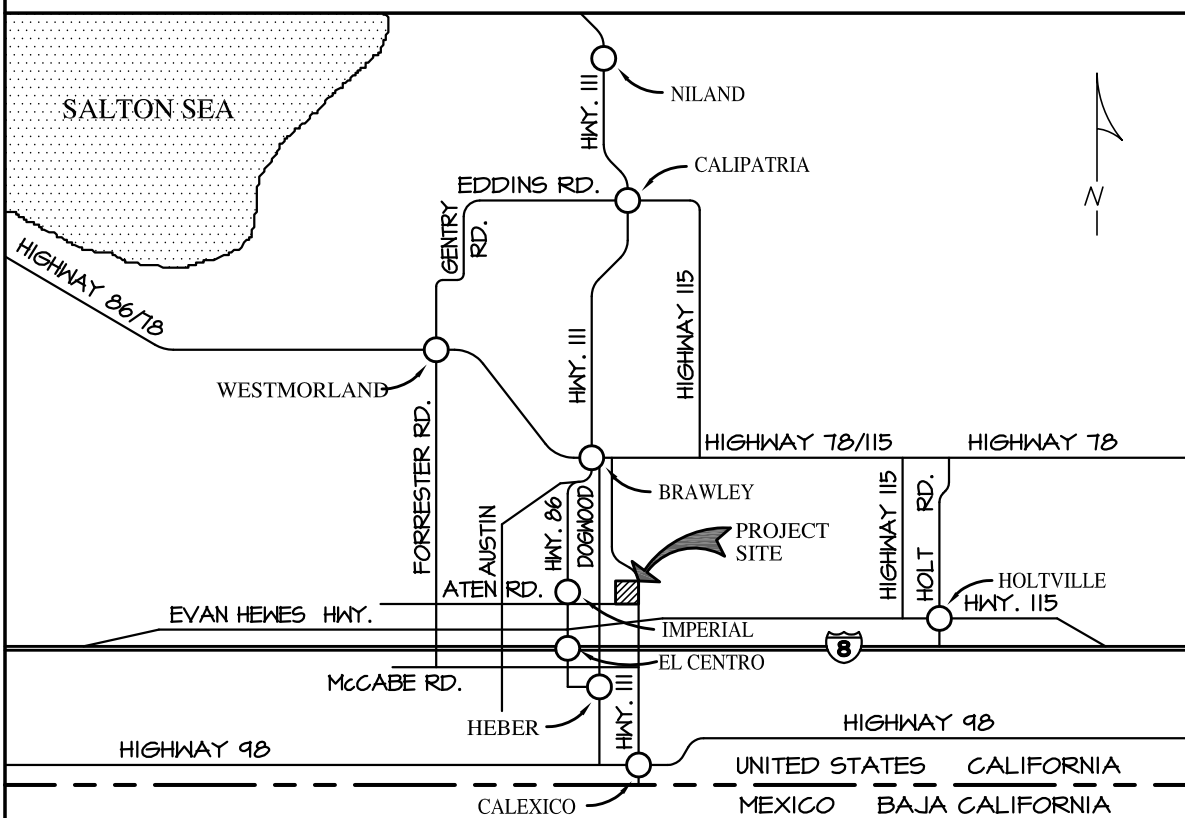 NILAND
SALTON SEA
HWY. 111
CALIPATRIA
EDDINS RD.
N
GENTRY
RD.
HIGHWAY 86/78
HIGHWAY 115
HWY. 111
WESTMORLAND
FORRESTER RD.
HIGHWAY 78/115
HIGHWAY 78
BRAWLEY
AUSTIN
HWY. 86
DOGWOOD
HIGHWAY 115
HOLT RD.
PROJECT
SITE
HOLTVILLE
ATEN RD.
HWY. 115
EVAN HEWES HWY.
IMPERIAL
8
EL CENTRO
McCABE RD.
HWY. 111
HEBER
HIGHWAY 98
HIGHWAY 98
UNITED STATES CALIFORNIA
CALEXICO
MEXICO BAJA CALIFORNIA